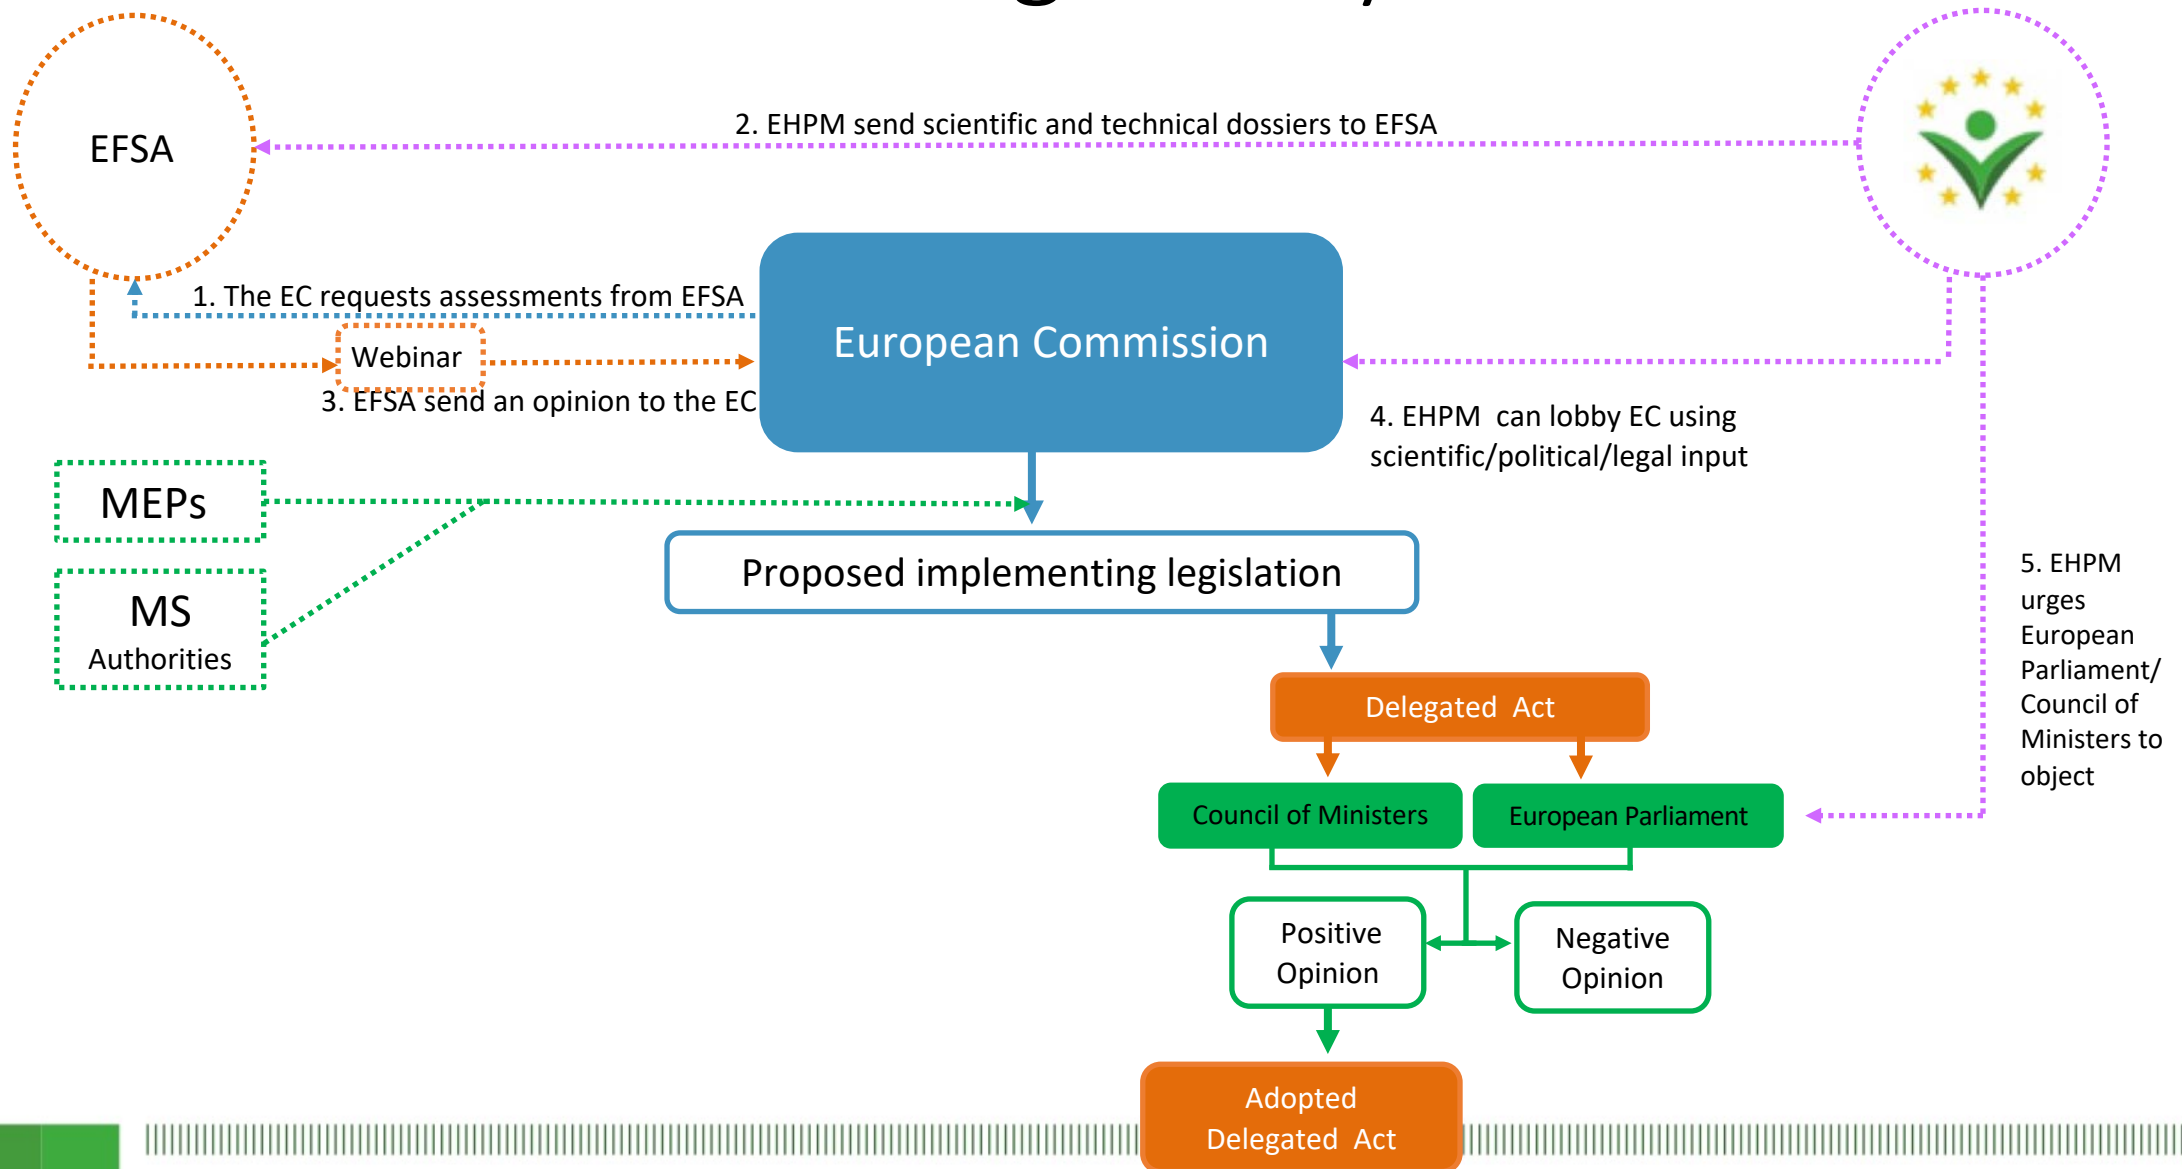 2. EHPM send scientific and technical dossiers to EFSA
EFSA
1. The EC requests assessments from EFSA
European Commission
Webinar
3. EFSA send an opinion to the EC
4. EHPM can lobby EC using
scientific/political/legal input
MEPs
MS
Authorities
Proposed implementing legislation
5. EHPM
urges
European
Parliament/
Council of
Ministers to
object
Delegated Act
Council of Ministers
European Parliament
Positive
Opinion
Negative
Opinion
Adopted
Delegated Act